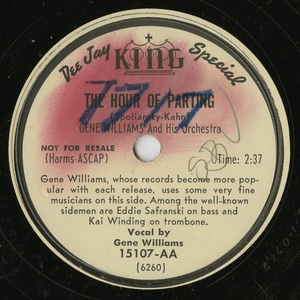 Dee Jay KING Special
THE HOUR OF PARTING
(Spoliansky-Kahn)
GENE WILLIAMS And His Orchestra
NOT FOR RESALE
(Harms-ASCAP)
Time: 2:37
Gene Williams, whose records become more pop-
ular with each release, uses some very fine
musicians on this side. Among the well-known
sidemen are Eddie Safranski on bass and
Kai Winding on trombone.
Vocal by
Gene Williams
15107-AA
(6260)